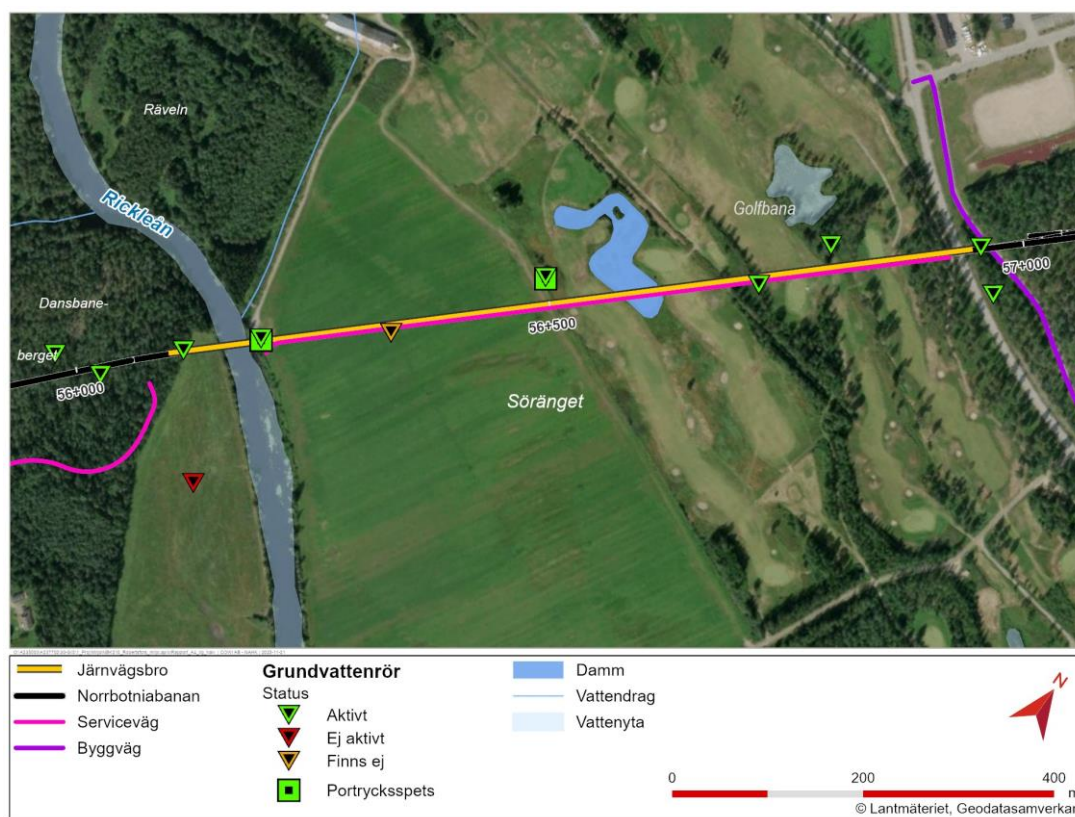 Räveln
Rickleån
Golfbana
Dansbane-
berget
56+000
56+500
57+000
Söränget
Järnvägsbro
Norrbotniabanan
Serviceväg
Byggväg
Grundvattenrör
Status
Aktivt
Ej aktivt
Finns ej
Portrycksspets
Damm
Vattendrag
Vattenyta
N
0 200 400
m
© Lantmäteriet, Geodatasamverkan